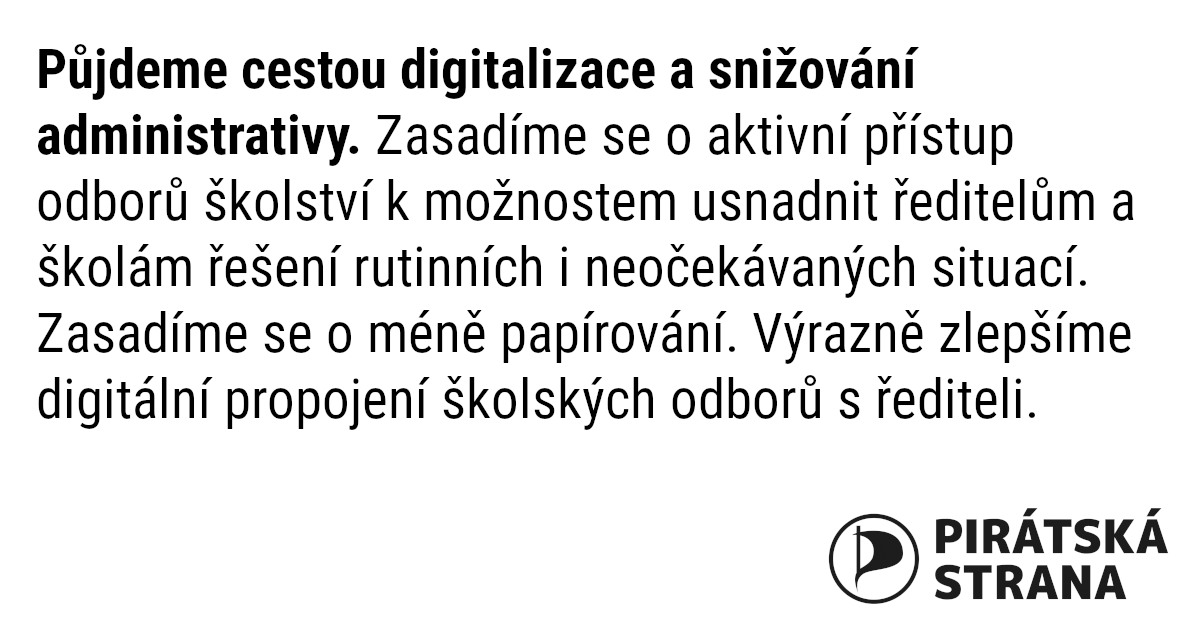 Půjdeme cestou digitalizace a snižování
administrativy. Zasadíme se o aktivní přístup
odborů školství k možnostem usnadnit ředitelům a
školám řešení rutinních i neočekávaných situací.
Zasadíme se o méně papírování. Výrazně zlepšíme
digitální propojení školských odborů s řediteli.
PIRÁTSKÁ
STRANA